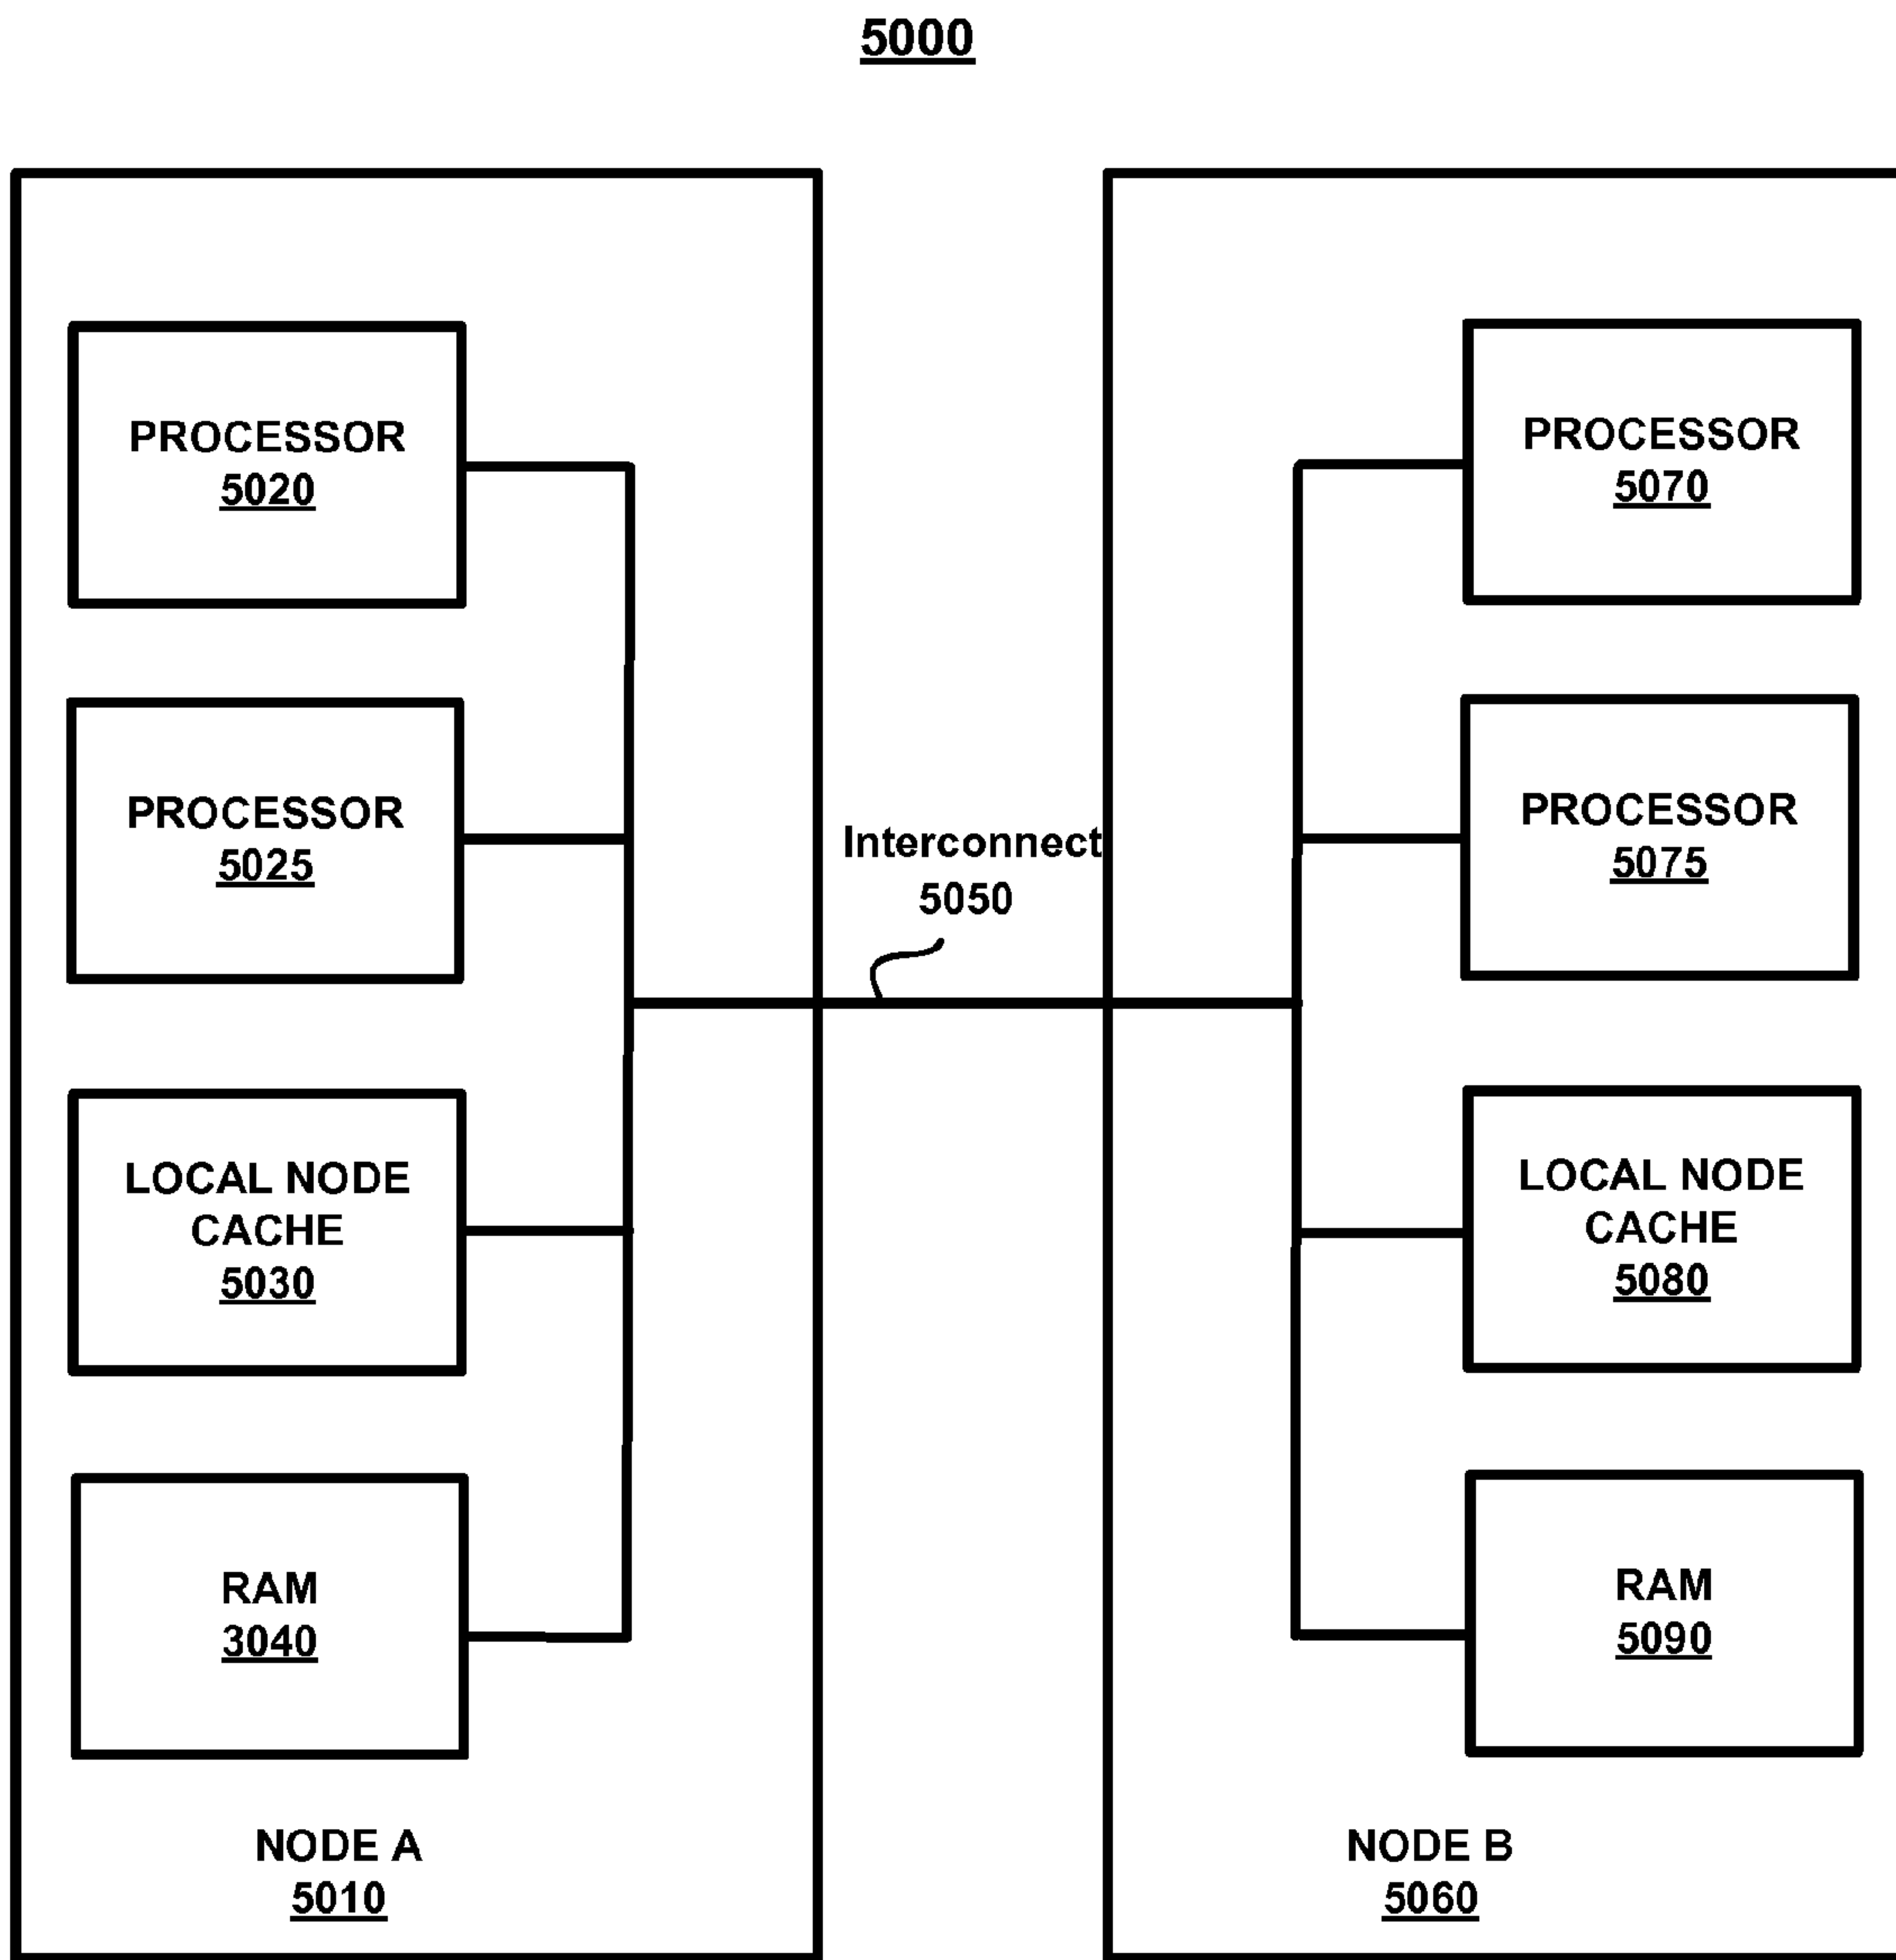 5000
PROCESSOR
5020
PROCESSOR
5025
LOCAL NODE
CACHE
5030
RAM
3040
NODE A
5010
Interconnect
5050
PROCESSOR
5070
PROCESSOR
5075
LOCAL NODE
CACHE
5080
RAM
5090
NODE B
5060